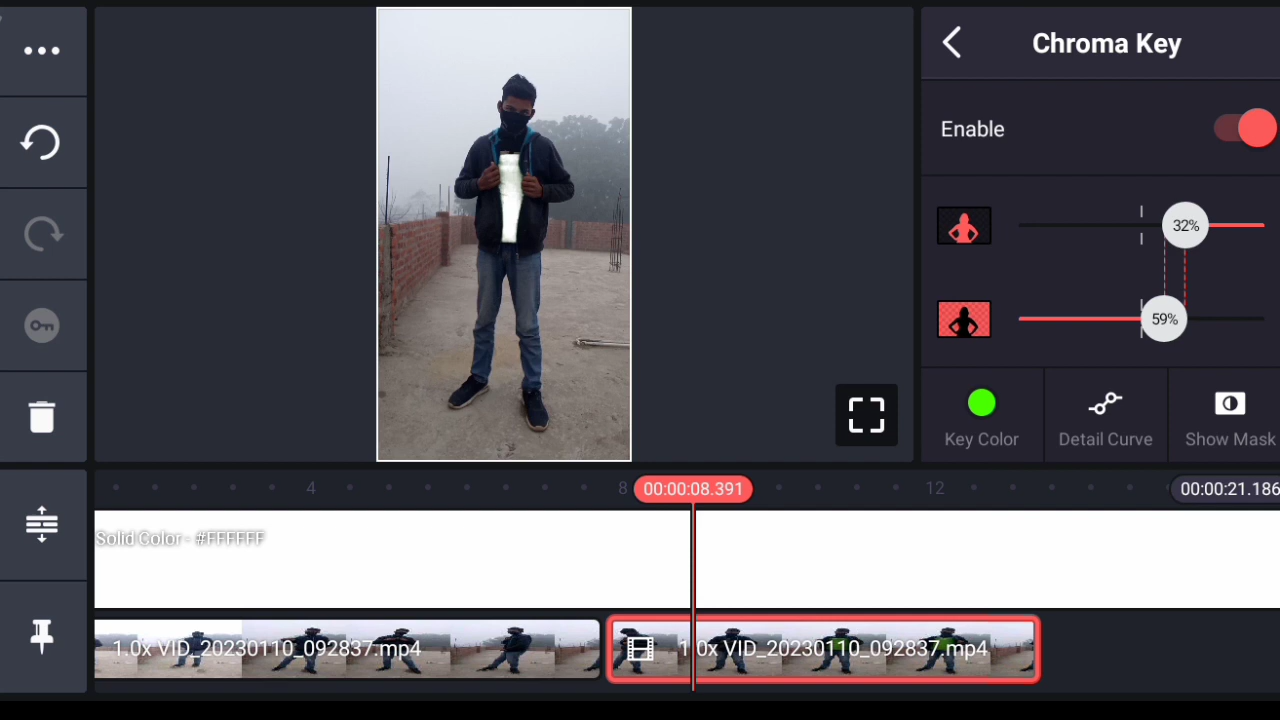 Chroma Key
Enable
32%
59%
Key Color
Detail Curve
Show Mask
4
8
00:00:08.391
12
00:00:21.186
Solid Color - #FFFFFF
1.0x VID_20230110_092837.mp4
1.0x VID_20230110_092837.mp4